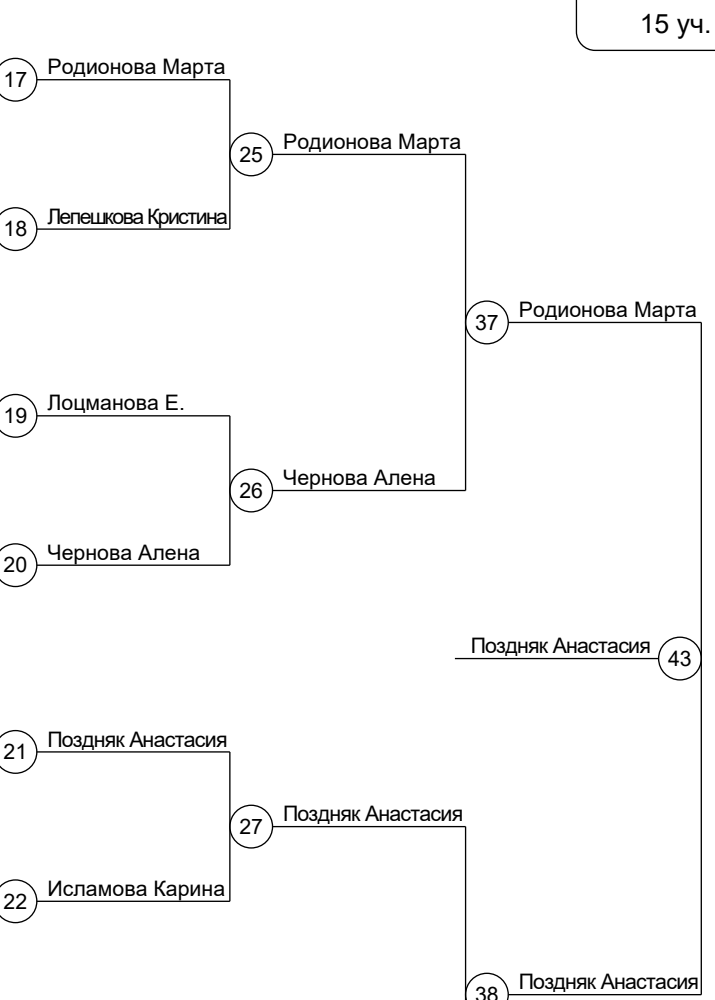 15 уч.
17 Родионова Марта
25 Родионова Марта
18 Лепешкова Кристина
37 Родионова Марта
19 Лоцманова Е.
26 Чернова Алена
20 Чернова Алена
Поздняк Анастасия 43
21 Поздняк Анастасия
27 Поздняк Анастасия
22 Исламова Карина
38 Поздняк Анастасия